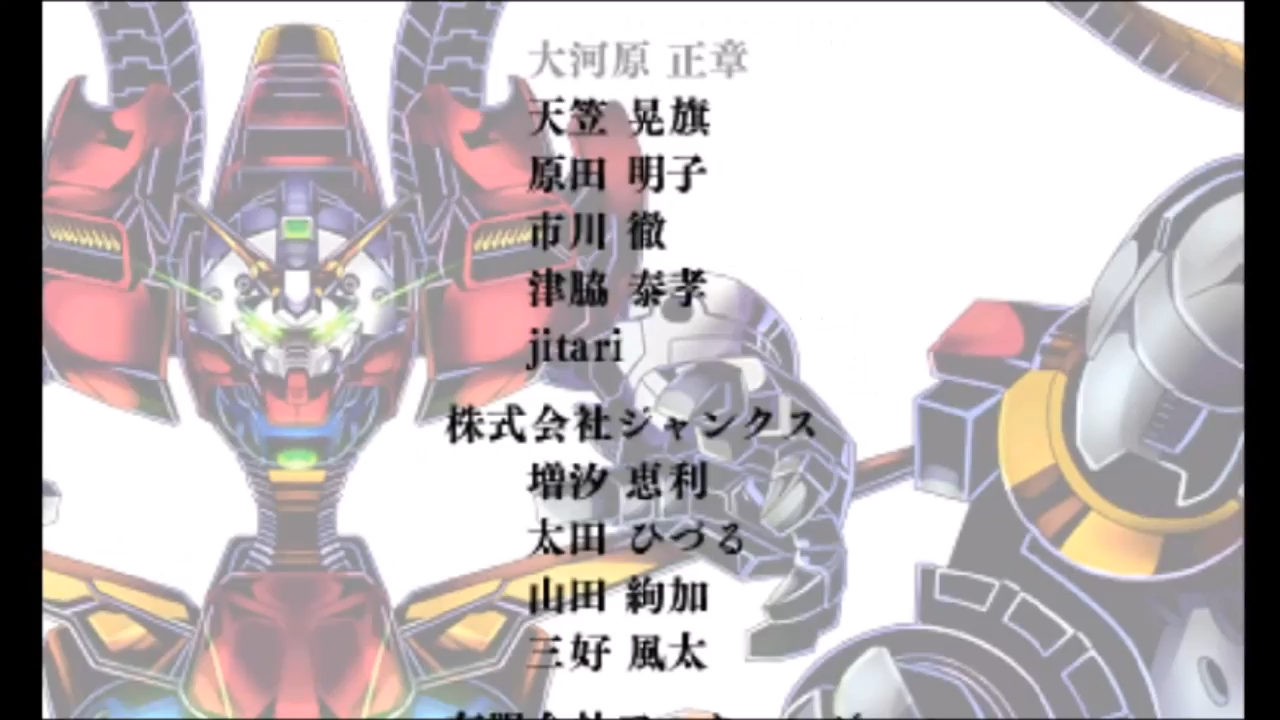 大河原 正章
天笠 晃旗
原田 明子
市川 徹
津脇 泰孝
jitari
株式会社ジャンクス
増汐 恵利
太田 ひづる
山田 絢加
三好 風太